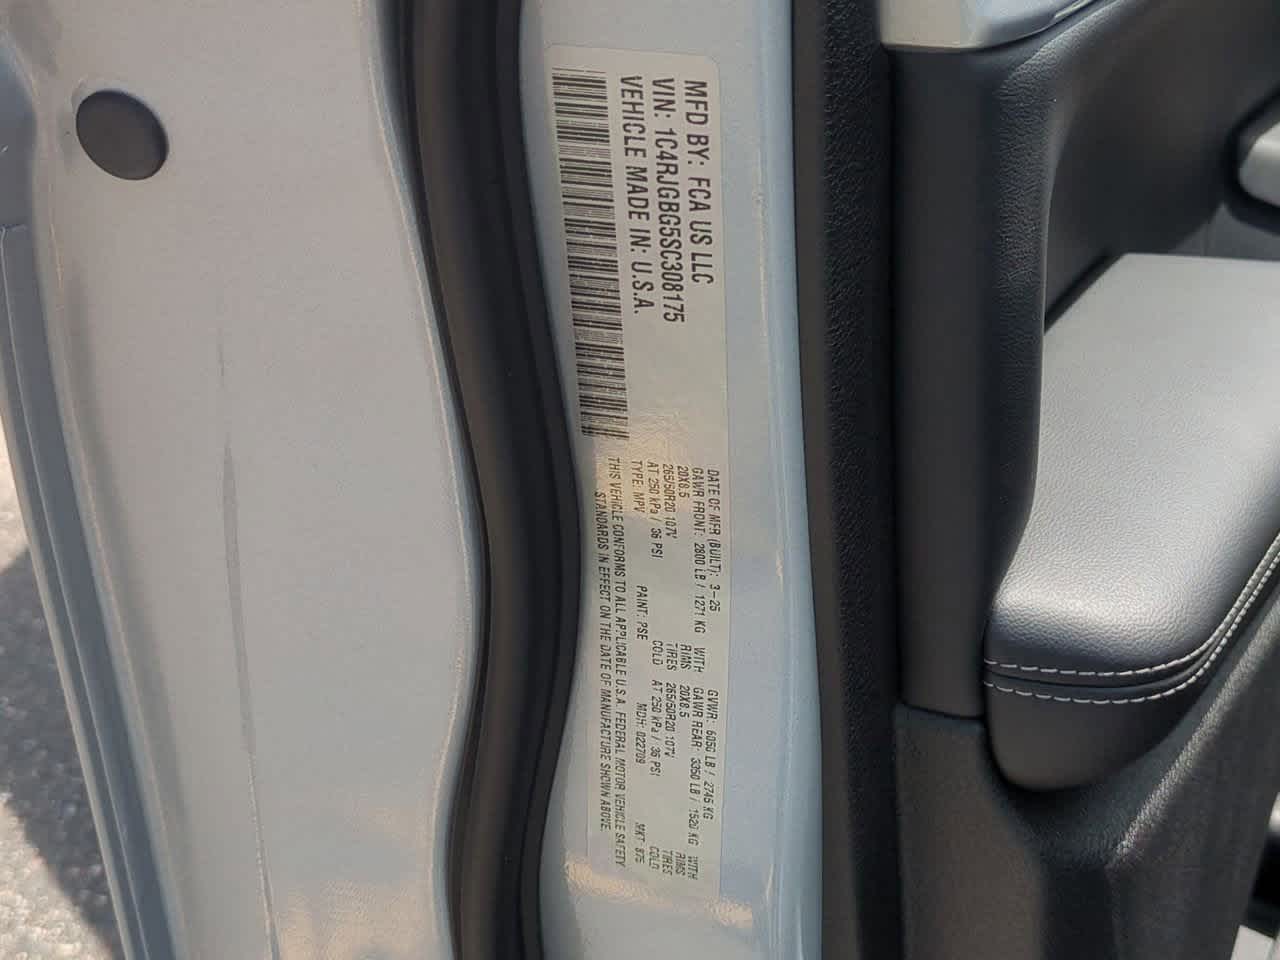 MFD BY: FCA US LLC
VIN: 1C4RJGBG5SC308175
VEHICLE MADE IN: U.S.A.
DATE OF MFR (BUILT): 3-25 GVWR: 6050 LB / 2745 KG
GAWR FRONT: 2800 LB / 1271 KG WITH GAWR REAR: 3350 LB / 1520 KG WITH
20X8.5 RIMS 20X8.5 RIMS
265/50R20 107V TIRES 265/50R20 107V TIRES
AT 250 kPa / 36 PSI COLD AT 250 kPa / 36 PSI COLD
TYPE: MPV PAINT: PSE MDH: 022709 MKT: 875
THIS VEHICLE CONFORMS TO ALL APPLICABLE U.S.A. FEDERAL MOTOR VEHICLE SAFETY
STANDARDS IN EFFECT ON THE DATE OF MANUFACTURE SHOWN ABOVE.